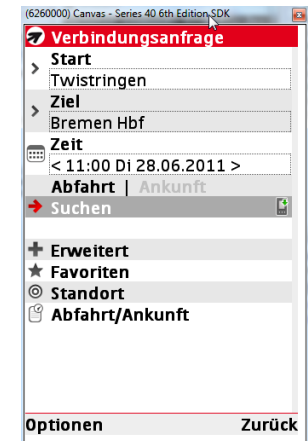 (6260000) Canvas - Series 40 6th Edition SDK
Verbindungsanfrage
Start
Twistringen
Ziel
Bremen Hbf
Zeit
< 11:00 Di 28.06.2011 >
Abfahrt | Ankunft
Suchen
Erweitert
Favoriten
Standort
Abfahrt/Ankunft
Optionen Zurück